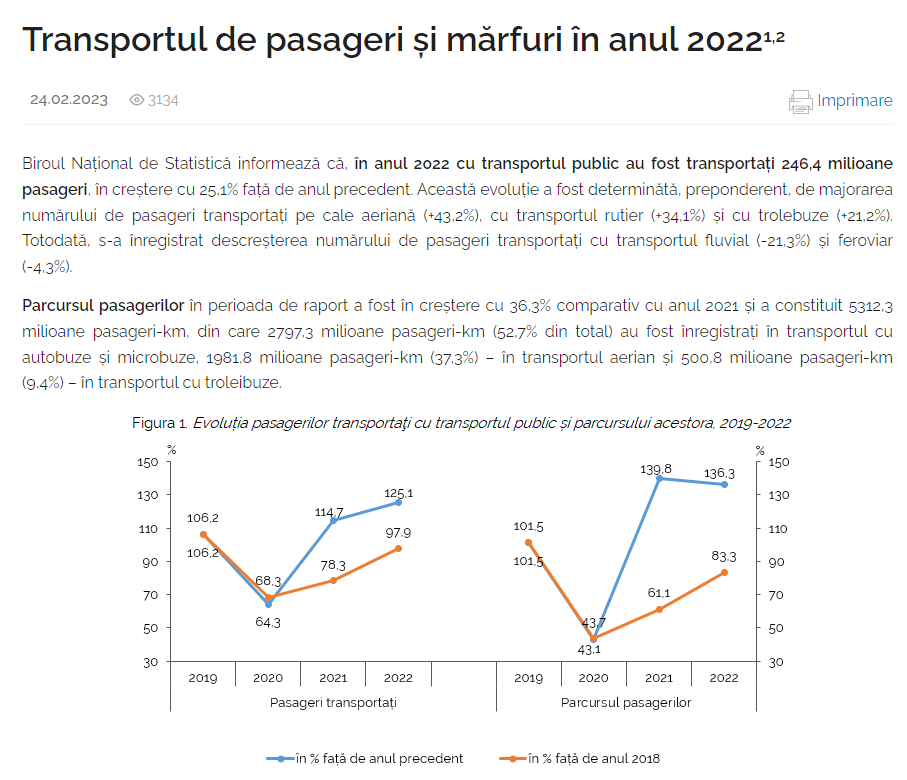 Transportul de pasageri și mărfuri în anul 2022¹,²
24.02.2023 3134 Imprimare
Biroul Național de Statistică informează că, în anul 2022 cu transportul public au fost transportați 246,4 milioane
pasageri, în creștere cu 25,1% față de anul precedent. Această evoluție a fost determinată, preponderent, de majorarea
numărului de pasageri transportați pe cale aeriană (+43,2%), cu transportul rutier (+34,1%) și cu trolebuze (+21,2%).
Totodată, s-a înregistrat descreșterea numărului de pasageri transportați cu transportul fluvial (-21,3%) și feroviar
(-4,3%).
Parcursul pasagerilor în perioada de raport a fost în creștere cu 36,3% comparativ cu anul 2021 și a constituit 5312,3
milioane pasageri-km, din care 2797,3 milioane pasageri-km (52,7% din total) au fost înregistrați în transportul cu
autobuze și microbuze, 1981,8 milioane pasageri-km (37,3%) – în transportul aerian și 500,8 milioane pasageri-km
(9,4%) – în transportul cu troleibuze.
Figura 1. Evoluția pasagerilor transportaţi cu transportul public și parcursului acestora, 2019-2022
% %
150 150
130 130
110 110
90 90
70 70
50 50
30 30
106,2 68,3 114,7 125,1
106,2 64,3 78,3 97,9
101,5 43,7 139,8 136,3
101,5 43,1 61,1 83,3
2019 2020 2021 2022 2019 2020 2021 2022
Pasageri transportați Parcursul pasagerilor
în % față de anul precedent în % față de anul 2018